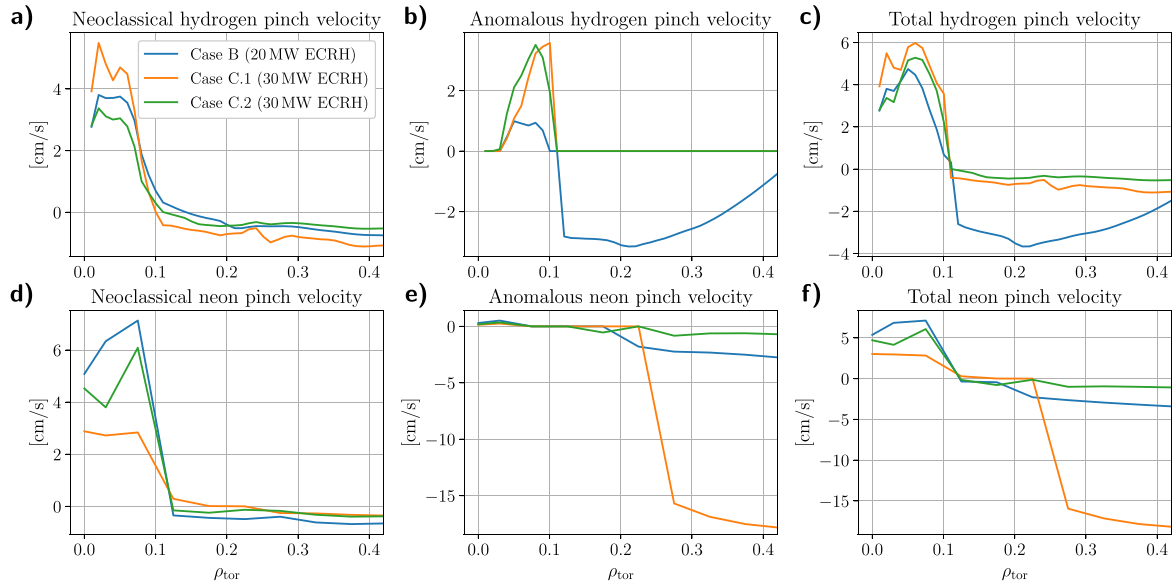 a) Neoclassical hydrogen pinch velocity
[cm/s]
4
2
0
0.0 0.1 0.2 0.3 0.4
Case B (20 MW ECRH)
Case C.1 (30 MW ECRH)
Case C.2 (30 MW ECRH)
b) Anomalous hydrogen pinch velocity
[cm/s]
2
0
−2
0.0 0.1 0.2 0.3 0.4
c) Total hydrogen pinch velocity
[cm/s]
6
4
2
0
−2
−4
0.0 0.1 0.2 0.3 0.4
d) Neoclassical neon pinch velocity
[cm/s]
6
4
2
0
0.0 0.1 0.2 0.3 0.4
ρtor
e) Anomalous neon pinch velocity
[cm/s]
0
−5
−10
−15
0.0 0.1 0.2 0.3 0.4
ρtor
f) Total neon pinch velocity
[cm/s]
5
0
−5
−10
−15
0.0 0.1 0.2 0.3 0.4
ρtor